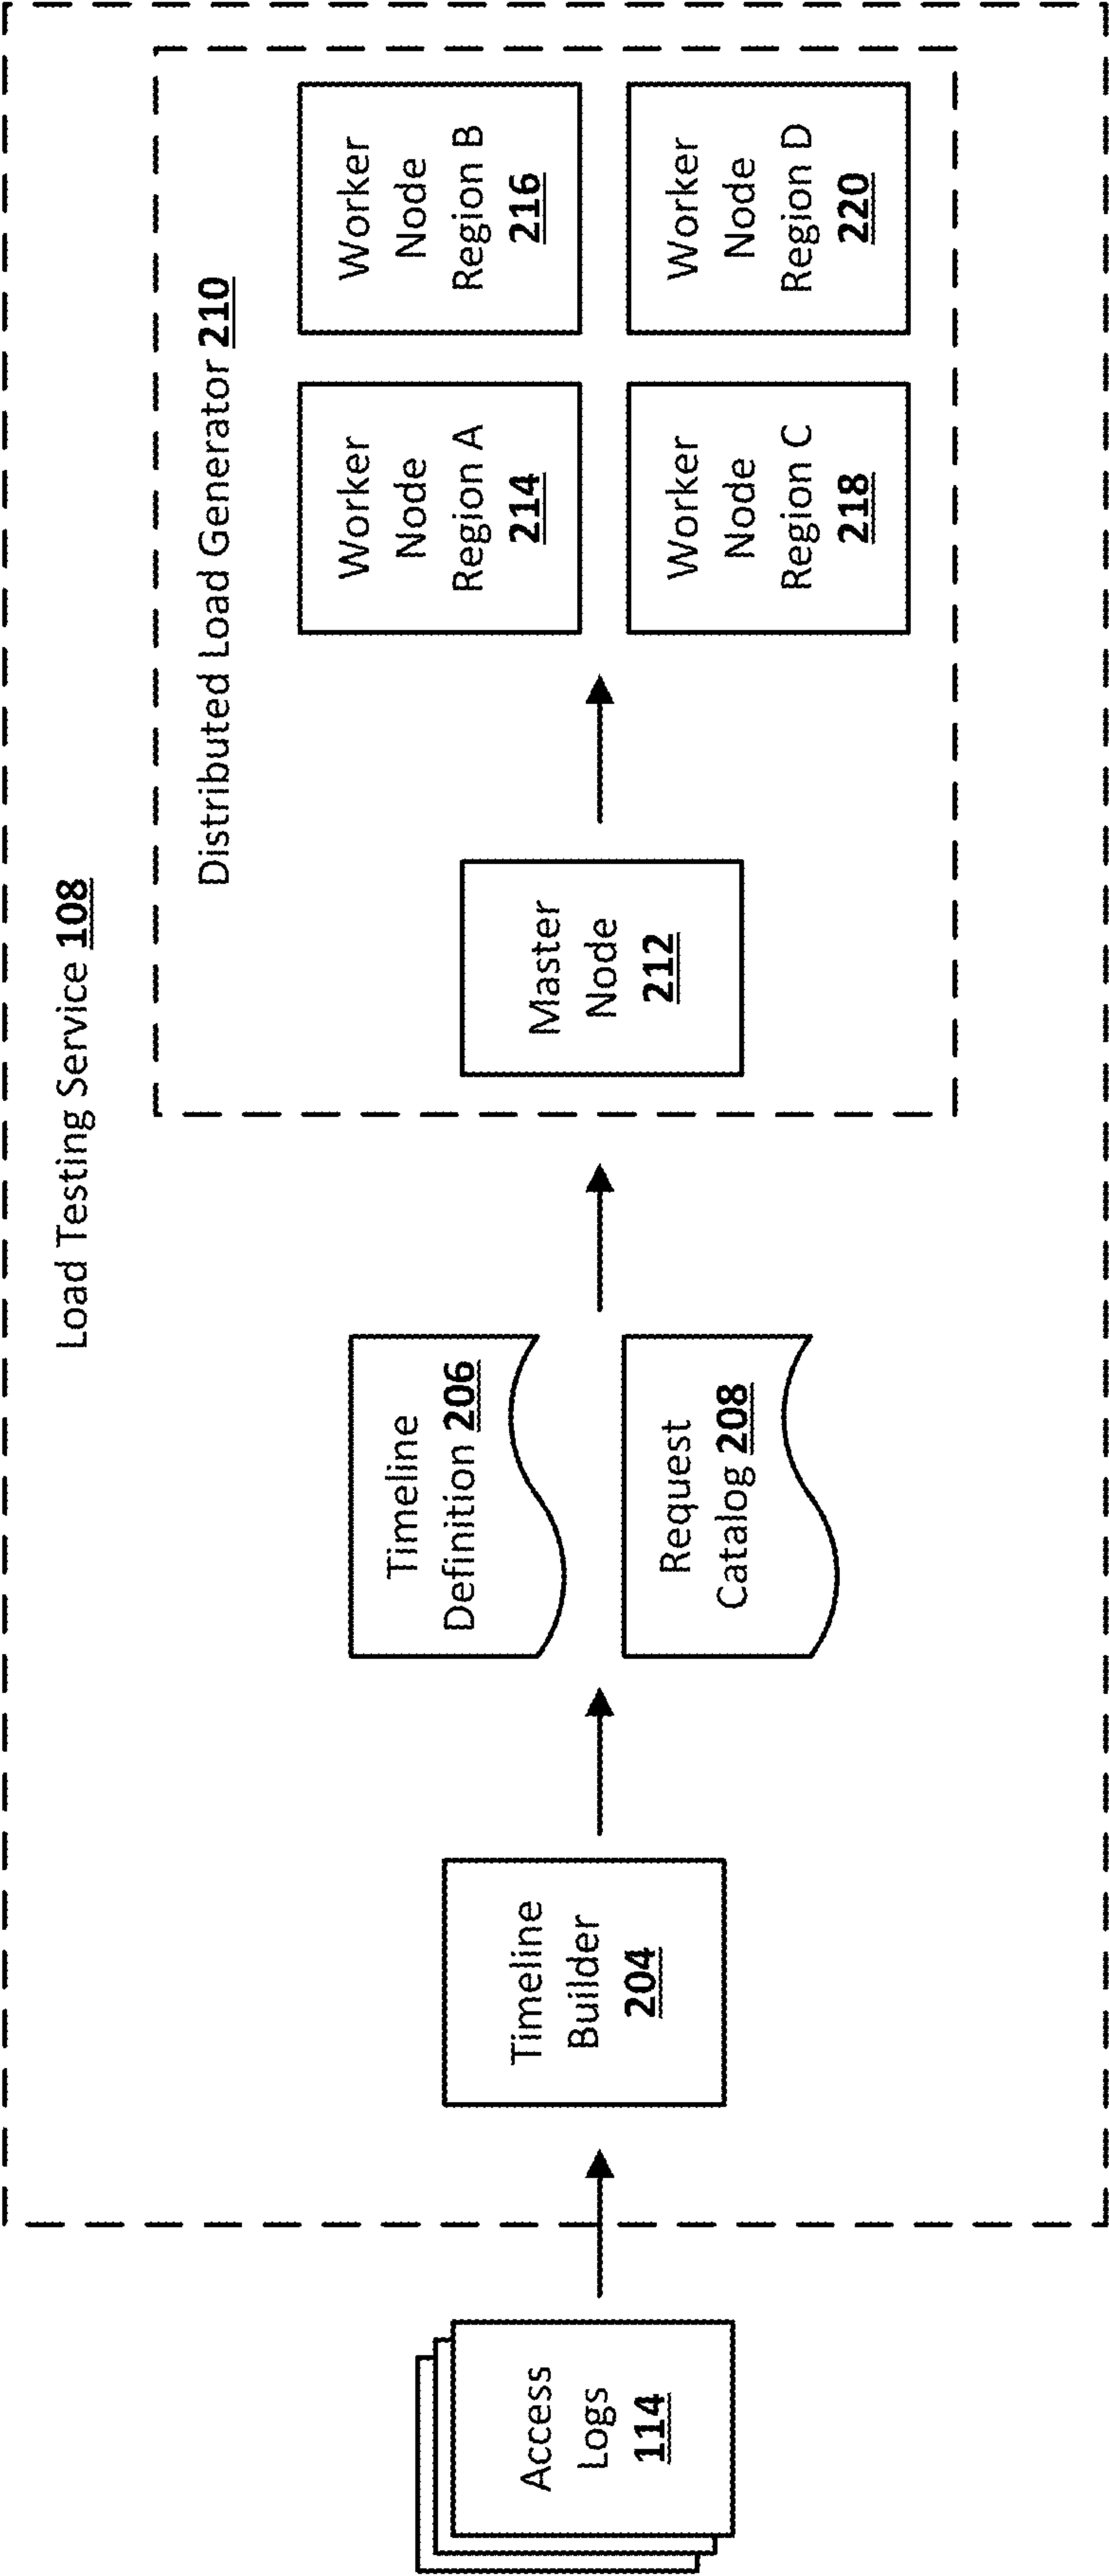 Load Testing Service 108
Distributed Load Generator 210
Access
Logs
114
Timeline
Builder
204
Timeline
Definition 206
Request
Catalog 208
Master
Node
212
Worker
Node
Region A
214
Worker
Node
Region B
216
Worker
Node
Region C
218
Worker
Node
Region D
220